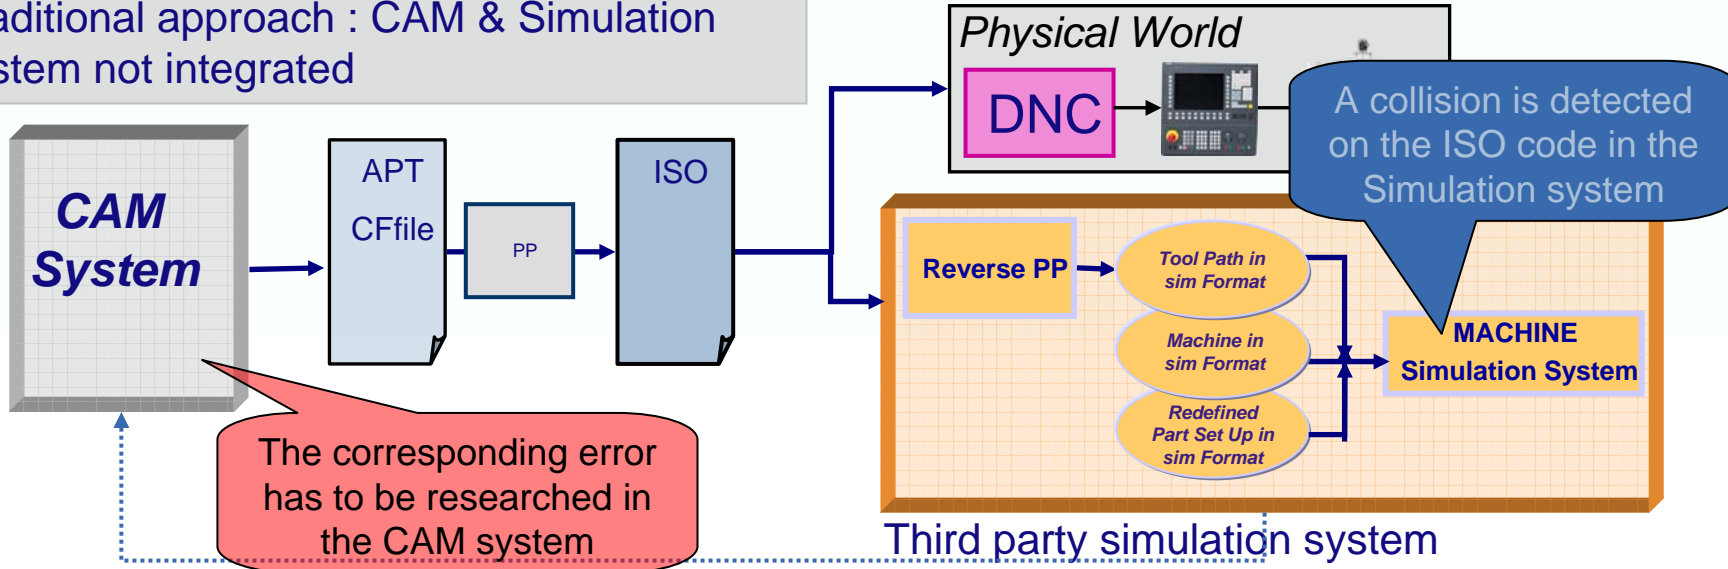 aditional approach : CAM & Simulation
stem not integrated
Physical World
DNC
A collision is detected
on the ISO code in the
Simulation system
CAM
System
APT
CFfile
PP
ISO
Reverse PP
Tool Path in
sim Format
Machine in
sim Format
Redefined
Part Set Up in
sim Format
MACHINE
Simulation System
The corresponding error
has to be researched in
the CAM system
Third party simulation system